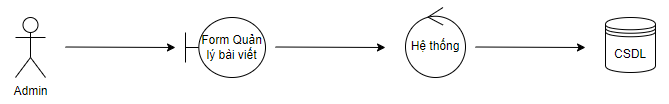 Form Quản
lý bài viết
Hệ thống
CSDL
Admin